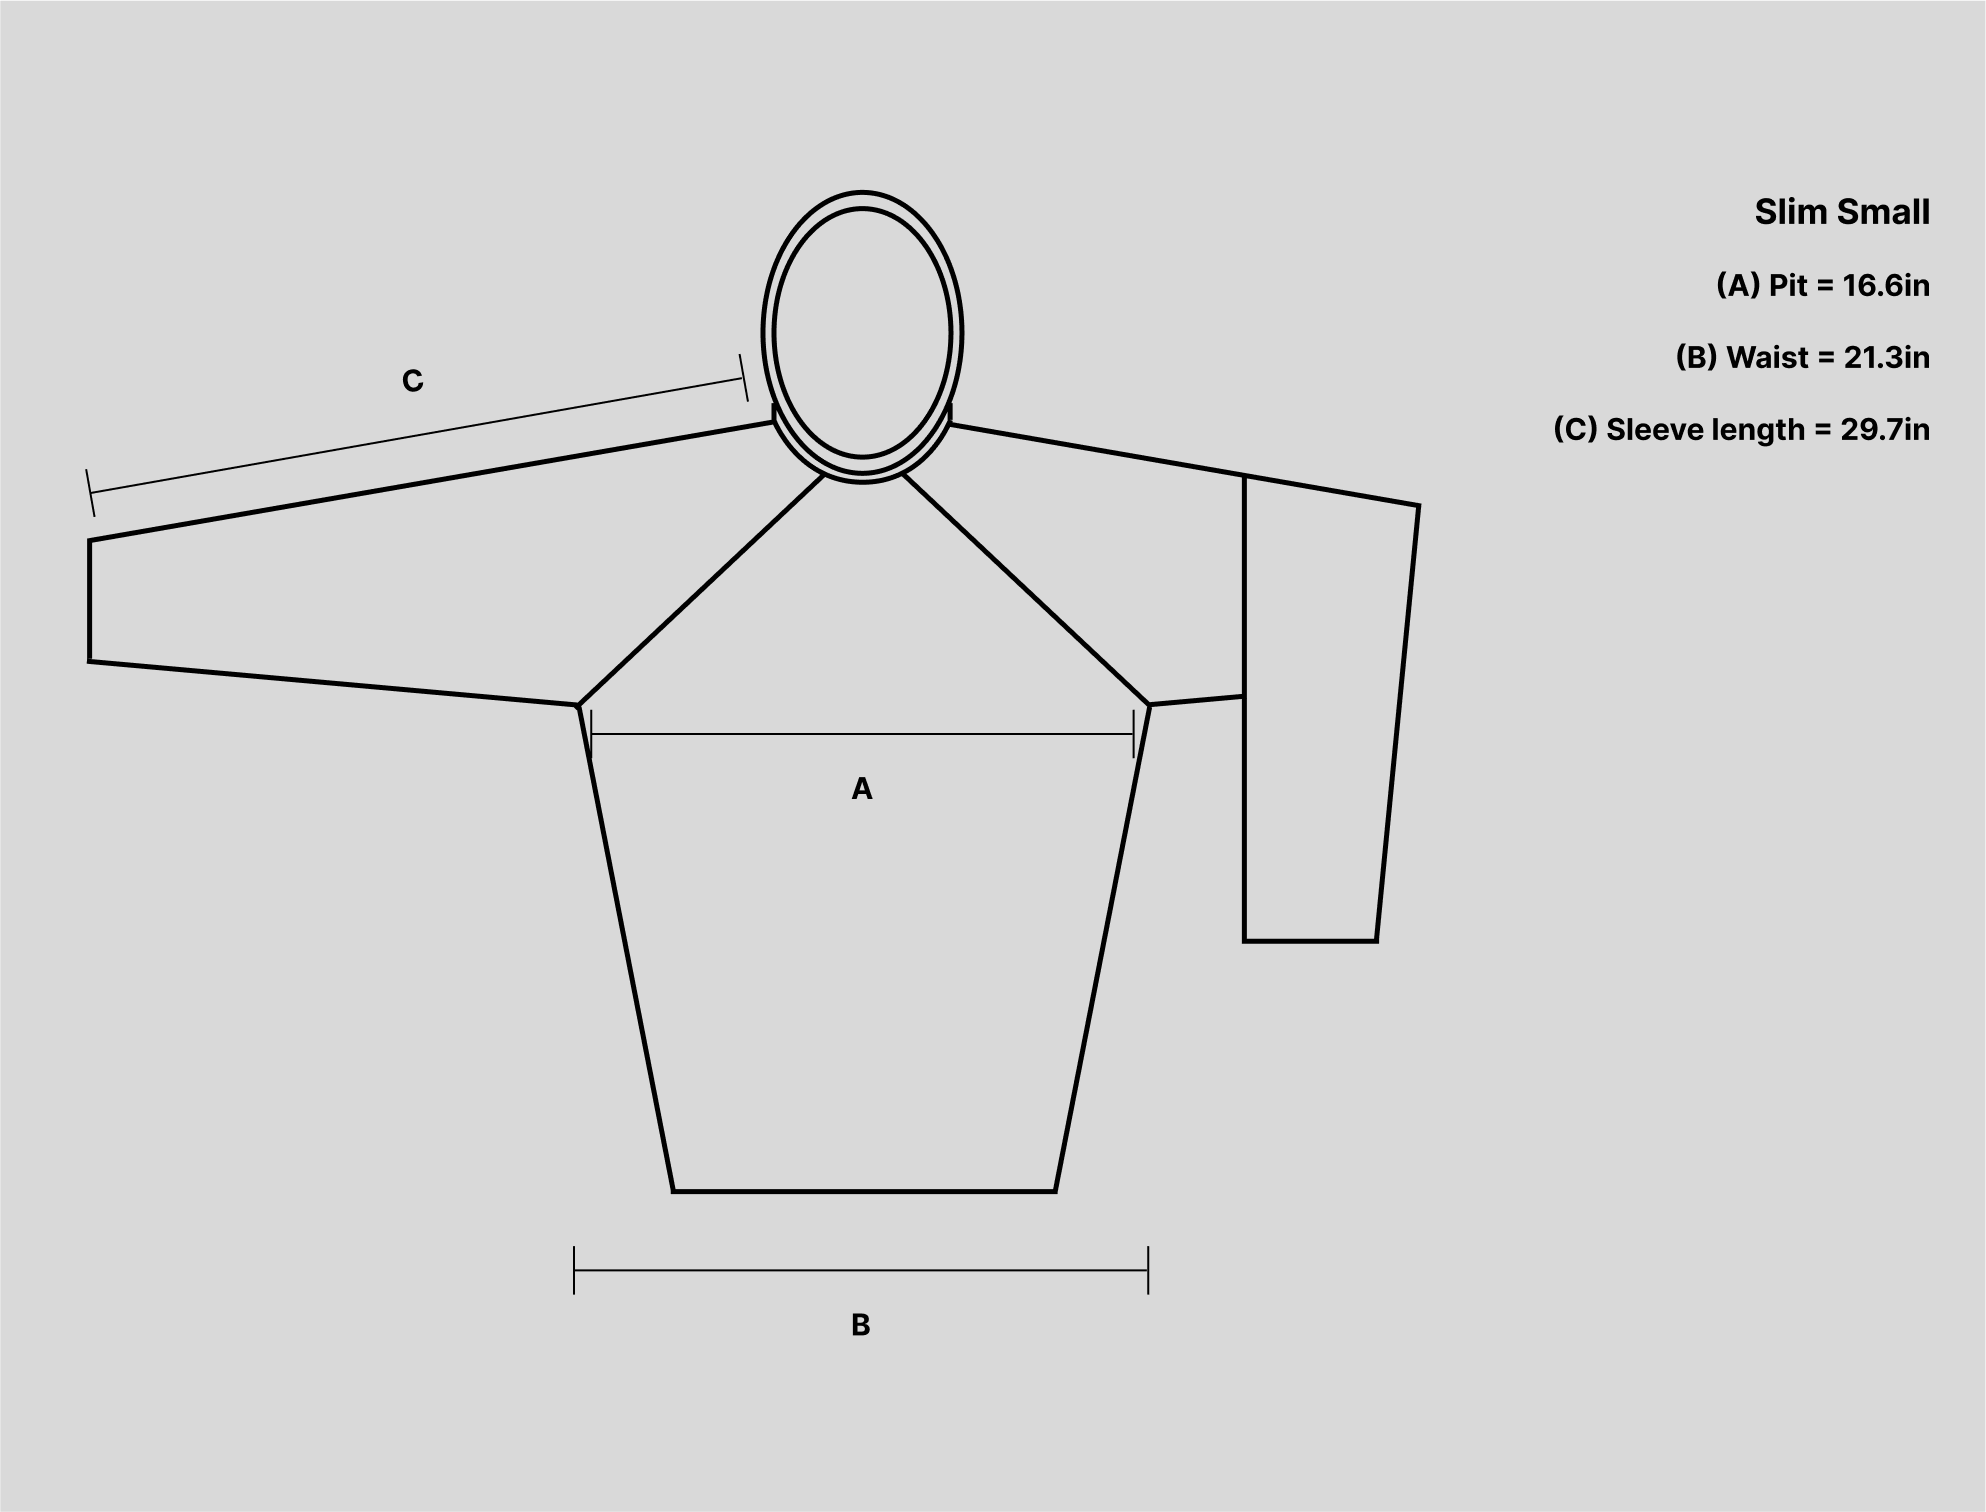 Slim Small
(A) Pit = 16.6in
(B) Waist = 21.3in
(C) Sleeve length = 29.7in
C
A
B